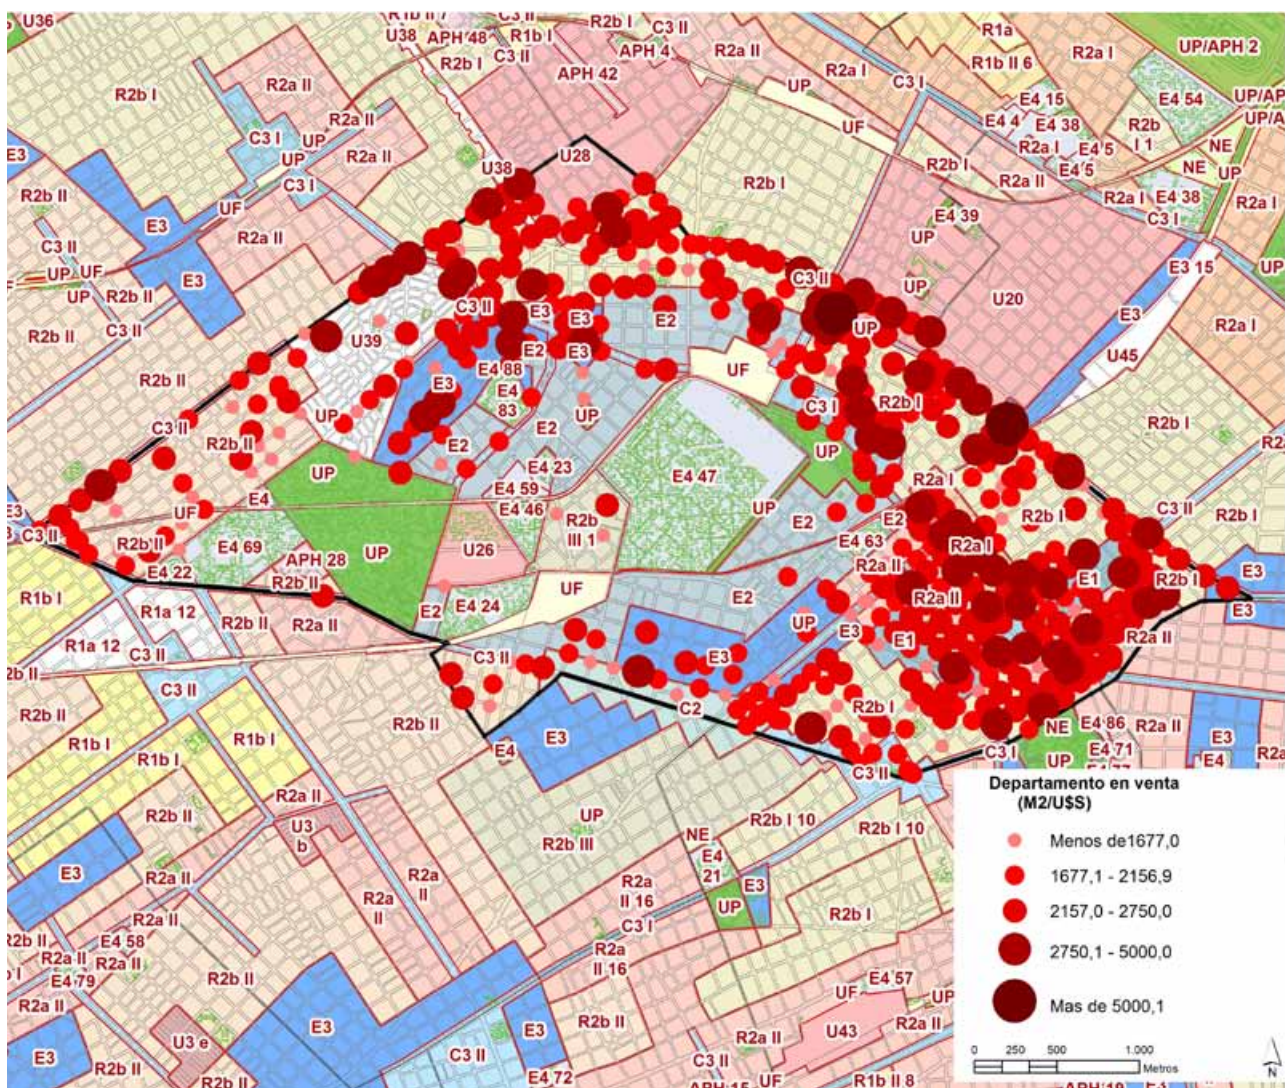 U36
R1b II 7
C3 II
R2b I
C3 II
U38
APH 48
R1b I
C3 II
APH 4
R2a II
R1a
R2a I
UP/APH 2
R2b I
R2a II
R2b I
APH 42
R2a I
R1b II 6
C3 I
UP
E4 15
E4 54
E4 4
E4 38
R2b
I 1
R2a I
E4 5
E4 5
C3 I
UP
R2a II
UP
R2a II
UF
R2b I
R2a II
NE
NE
UP
E3
C3 I
U38
U28
R2b I
R2a I
E4 38
C3 I
R2a I
R2b II
E3
UF
R2a II
E4 39
UP
UP
C3 II
E3
UP
UF
UP
R2b II
C3 II
C3 II
C3 II
E3
E3
E2
UP
U20
E3 15
E3
U45
R2a I
R2b II
U39
E2
E3
E4 88
UF
E3
E4
83
UP
C3 I
R2b I
R2b II
C3 II
UP
R2b II
E2
E2
UP
R2b I
UP
E4 23
E4 59
E4 46
E4 47
UP
R2a I
E4
UF
R2b
III 1
E2
E2
R2b I
C3 II
R2b I
E3
C3 II
R2b II
E4 69
UP
U26
E4 63
R2a I
E4 22
APH 28
R2b II
UF
R2a II
E1
R2b I
E3
R1b I
R1a 12
R2b II
R2a II
E2
E4 24
E2
UP
R2a II
E3
R1a 12
C3 II
E3
E1
R2a II
R2b II
C3 II
C3 II
E3
R2b II
R2b I
C2
R1b I
R1b I
E4
E3
NE
E4 86
R2a II
E3
R1b I
C3 I
E4 71
E4
C3 II
R2a II
R2b II
U3
b
UP
R2b III
R2b I 10
R2b I 10
NE
E4
21
E3
R2a II
R2a
II
R2a
II
R2a
II 16
UP
R2b I
C3 I
R2a II
E4 58
R2a II
R2a II
E4 79
R2b II
R2a
II 16
R2a II
E4 57
UF
UP
E3
U3 e
E3
E3
R2b II
U43
R2a II
R2b II
C3 II
R2a II
C3 II
R2b II
E4 72
APH 15
UF
R1b II 8
Departamento en venta
(M2/U$S)
Menos de1677,0
1677,1 - 2156,9
2157,0 - 2750,0
2750,1 - 5000,0
Mas de 5000,1
0 250 500 1.000
Metros
N